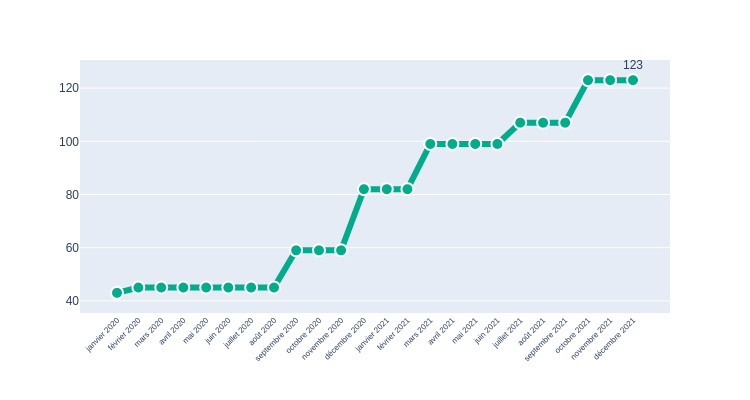 123
120
100
80
60
40
janvier 2020
février 2020
mars 2020
avril 2020
mai 2020
juin 2020
juillet 2020
août 2020
septembre 2020
octobre 2020
novembre 2020
décembre 2020
janvier 2021
février 2021
mars 2021
avril 2021
mai 2021
juin 2021
juillet 2021
août 2021
septembre 2021
octobre 2021
novembre 2021
décembre 2021